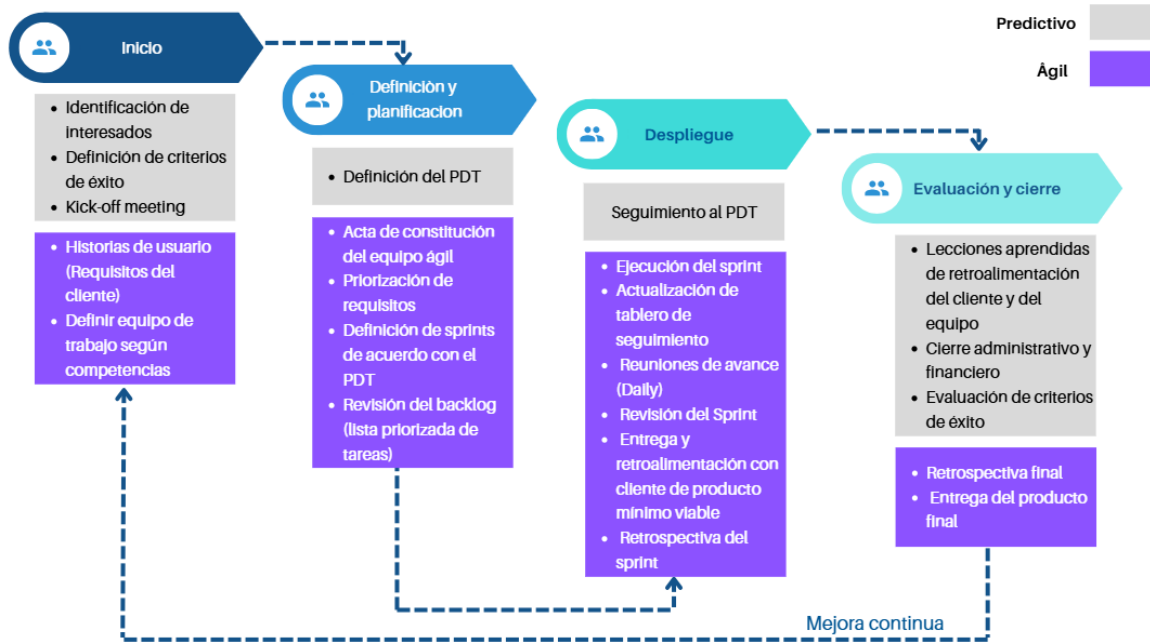 Predictivo
Ágil
Inicio
• Identificación de
interesados
• Definición de criterios
de éxito
• Kick-off meeting
• Historias de usuario
(Requisitos del
cliente)
• Definir equipo de
trabajo según
competencias
Definición y
planificacion
• Definición del PDT
• Acta de constitución
del equipo ágil
• Priorización de
requisitos
• Definición de sprints
de acuerdo con el
PDT
• Revisión del backlog
(lista priorizada de
tareas)
Despliegue
Seguimiento al PDT
• Ejecución del sprint
• Actualización de
tablero de
seguimiento
• Reuniones de avance
(Daily)
• Revisión del Sprint
• Entrega y
retroalimentación con
cliente de producto
mínimo viable
• Retrospectiva del
sprint
Evaluación y cierre
• Lecciones aprendidas
de retroalimentación
del cliente y del
equipo
• Cierre administrativo y
financiero
• Evaluación de criterios
de éxito
• Retrospectiva final
• Entrega del producto
final
Mejora continua